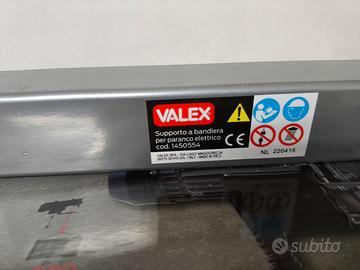 VALEX
Supporto a bandiera
per paranco elettrico
cod. 1450554
VALEX SPA - VIA LAGO MAGGIORE 24
36015 SCHIO (VI) - ITALY - MADE IN P.R.C.
CE
NL 220415
subito